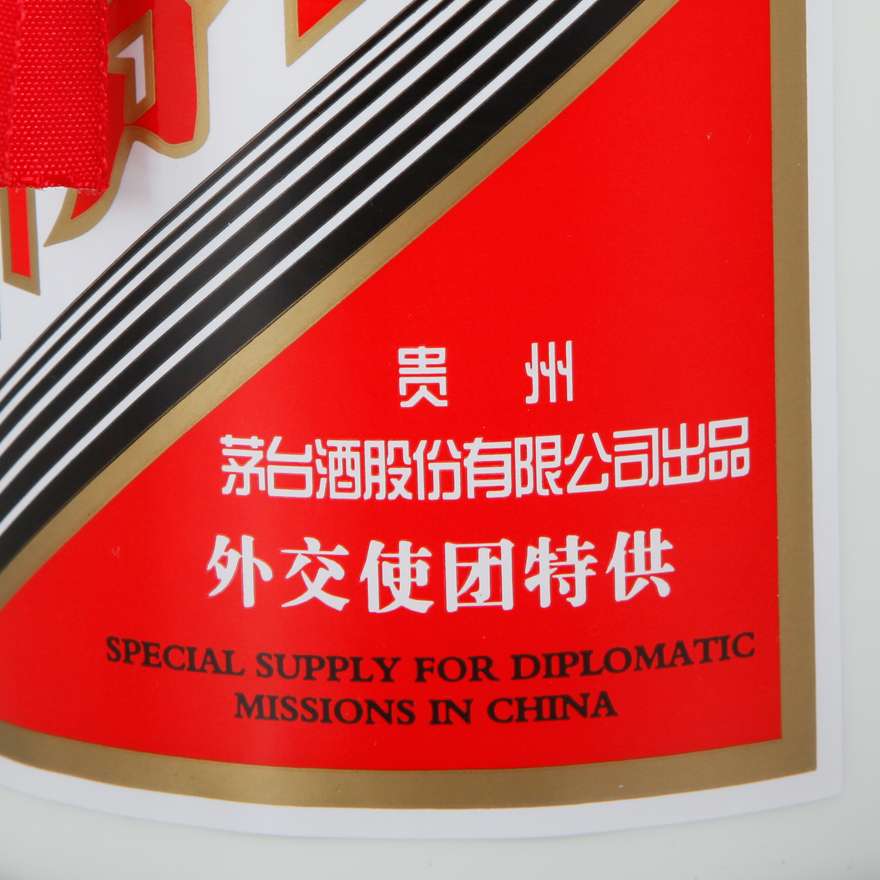 贵 州
茅台酒股份有限公司出品
外交使团特供
SPECIAL SUPPLY FOR DIPLOMATIC
MISSIONS IN CHINA